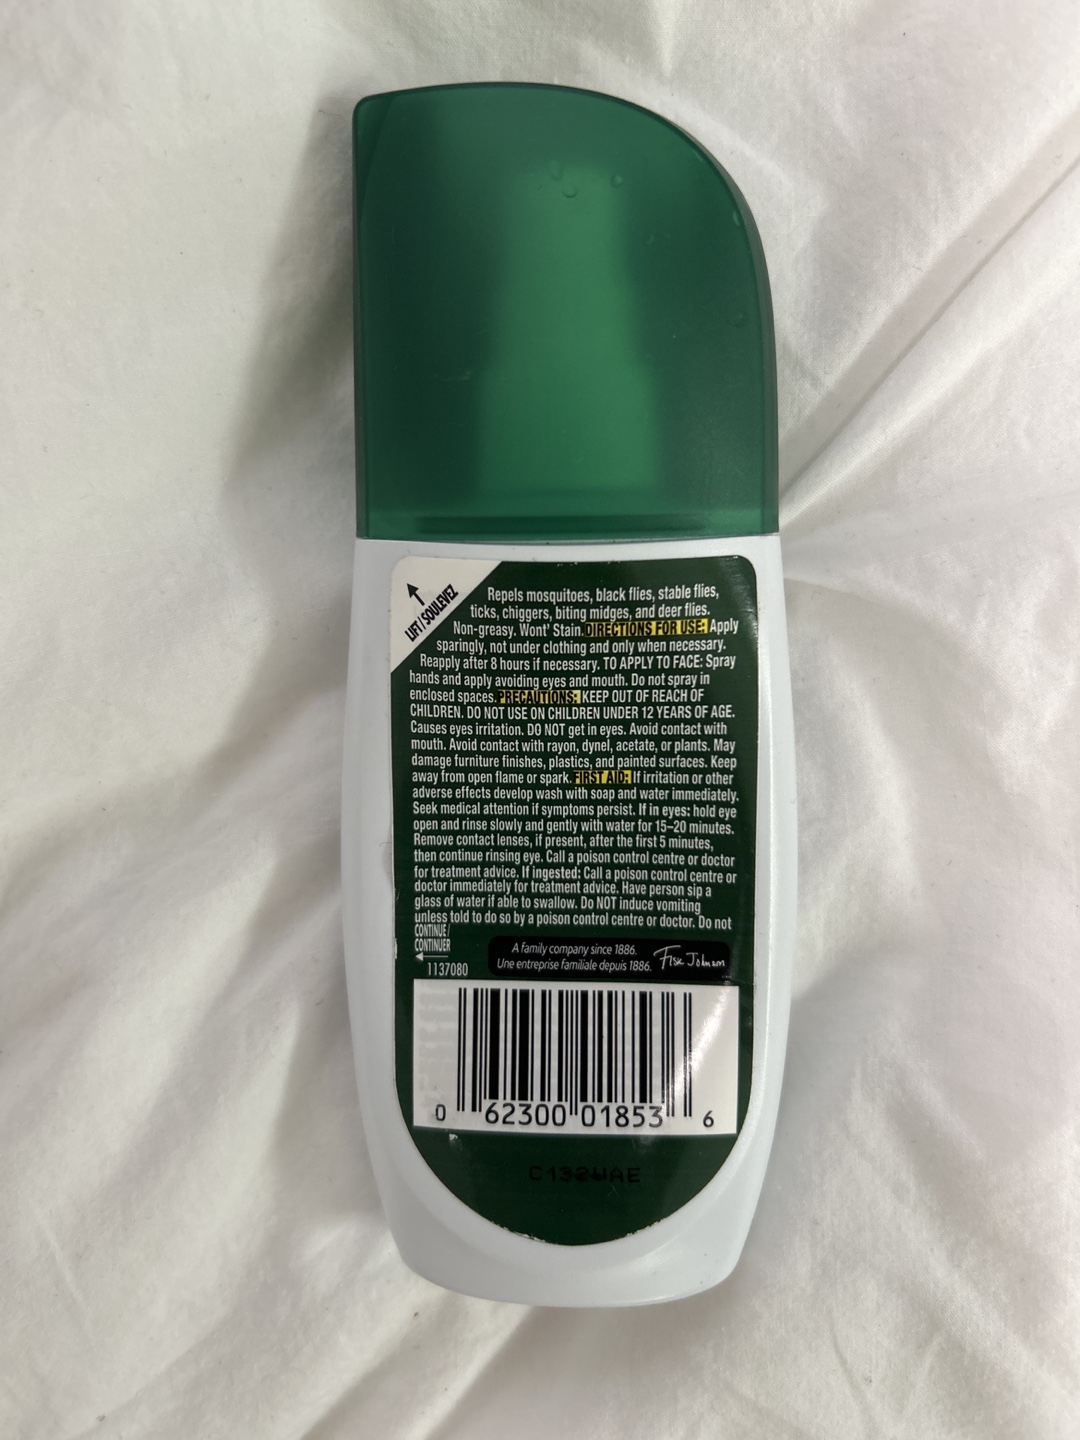 LIFT/SOULEVEZ
Repels mosquitoes, black flies, stable flies,
ticks, chiggers, biting midges, and deer flies.
Non-greasy. Wont' Stain. DIRECTIONS FOR USE: Apply
sparingly, not under clothing and only when necessary.
Reapply after 8 hours if necessary. TO APPLY TO FACE: Spray
hands and apply avoiding eyes and mouth. Do not spray in
enclosed spaces. PRECAUTIONS: KEEP OUT OF REACH OF
CHILDREN. DO NOT USE ON CHILDREN UNDER 12 YEARS OF AGE.
Causes eyes irritation. DO NOT get in eyes. Avoid contact with
mouth. Avoid contact with rayon, dynel, acetate, or plants. May
damage furniture finishes, plastics, and painted surfaces. Keep
away from open flame or spark. FIRST AID: If irritation or other
adverse effects develop wash with soap and water immediately.
Seek medical attention if symptoms persist. If in eyes: hold eye
open and rinse slowly and gently with water for 15–20 minutes.
Remove contact lenses, if present, after the first 5 minutes,
then continue rinsing eye. Call a poison control centre or doctor
for treatment advice. If ingested: Call a poison control centre or
doctor immediately for treatment advice. Have person sip a
glass of water if able to swallow. Do NOT induce vomiting
unless told to do so by a poison control centre or doctor. Do not
CONTINUE/
CONTINUER
1137080
A family company since 1886.
Une entreprise familiale depuis 1886.
Fisk Johnson
0 62300 01853 6